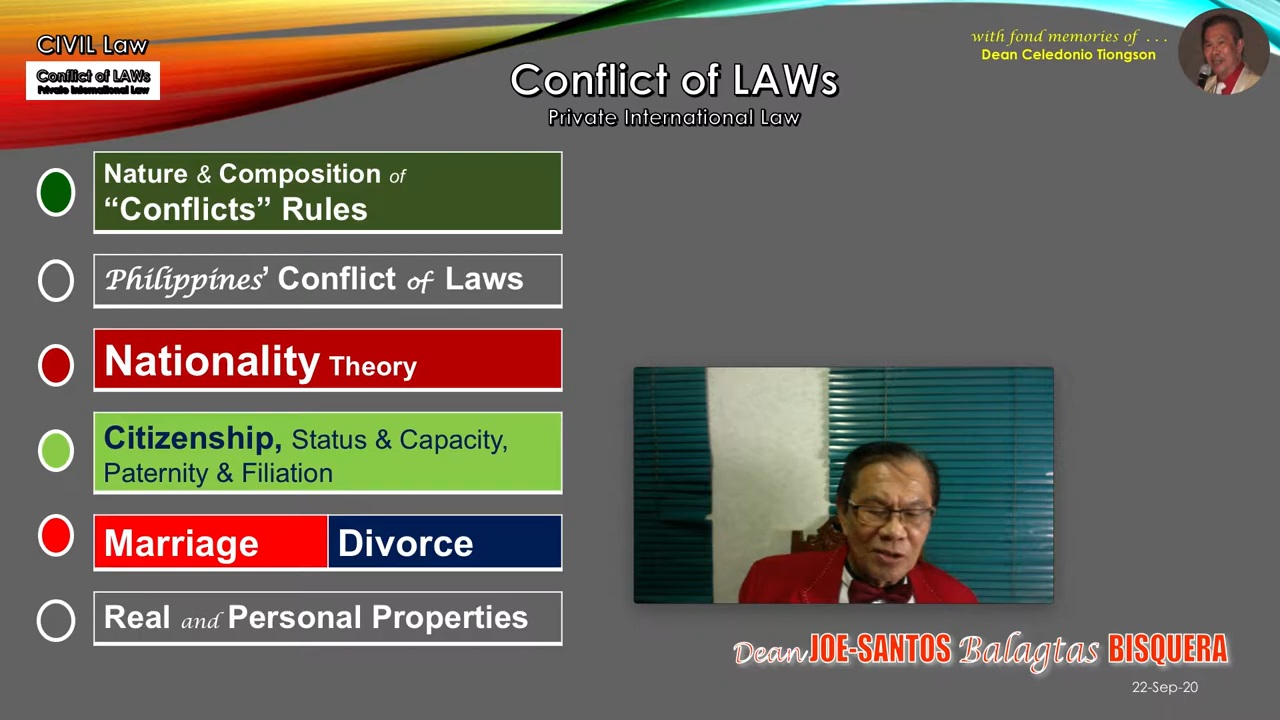 CIVIL Law
Conflict of LAWs
Private International Law
with fond memories of . . .
Dean Celedonio Tiongson
Conflict of LAWs
Private International Law
Nature & Composition of
“Conflicts” Rules
Philippines’ Conflict of Laws
Nationality Theory
Citizenship, Status & Capacity,
Paternity & Filiation
Marriage
Divorce
Real and Personal Properties
Dean JOE-SANTOS Balagtas BISQUERA
22-Sep-20